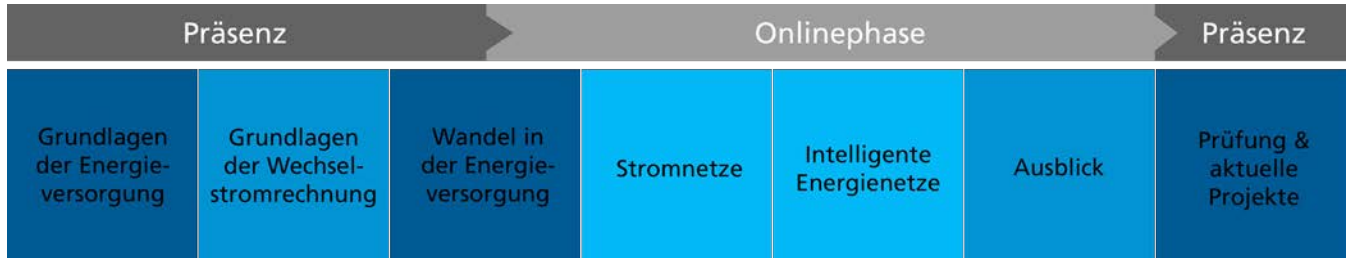 Präsenz
Onlinephase
Präsenz
Grundlagen
der Energie-
versorgung
Grundlagen
der Wechsel-
stromrechnung
Wandel in
der Energie-
versorgung
Stromnetze
Intelligente
Energienetze
Ausblick
Prüfung &
aktuelle
Projekte